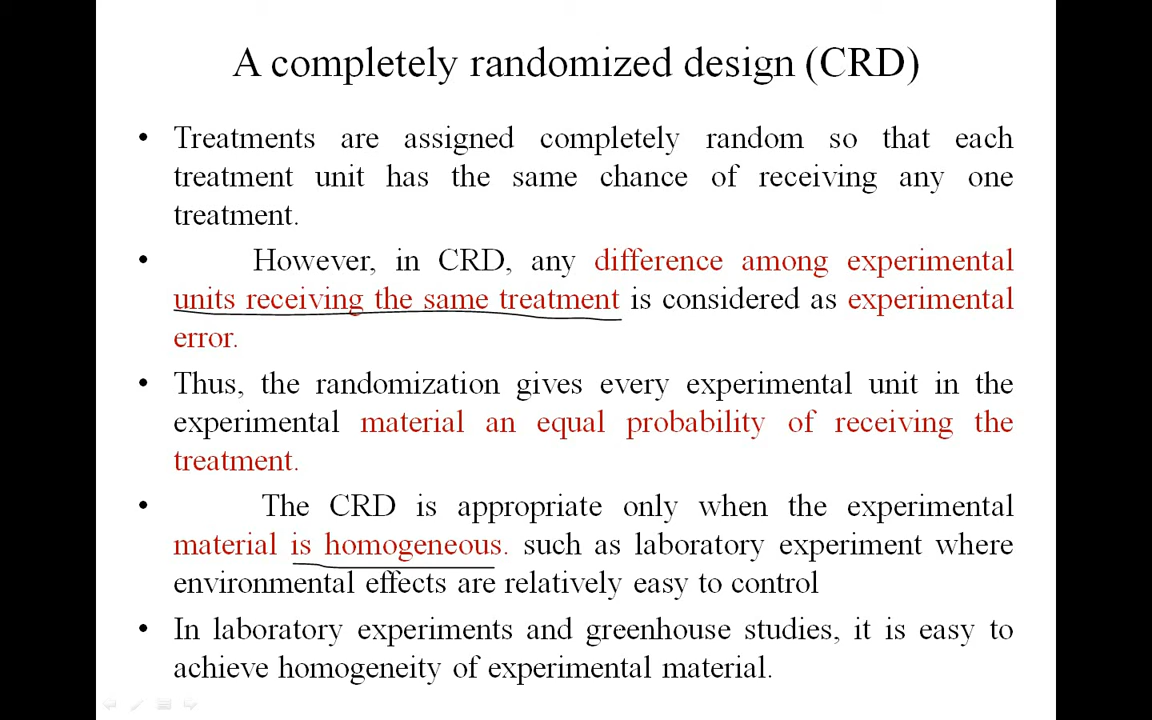 A completely randomized design (CRD)
• Treatments are assigned completely random so that each
treatment unit has the same chance of receiving any one
treatment.
• However, in CRD, any difference among experimental
units receiving the same treatment is considered as experimental
error.
• Thus, the randomization gives every experimental unit in the
experimental material an equal probability of receiving the
treatment.
• The CRD is appropriate only when the experimental
material is homogeneous. such as laboratory experiment where
environmental effects are relatively easy to control
• In laboratory experiments and greenhouse studies, it is easy to
achieve homogeneity of experimental material.